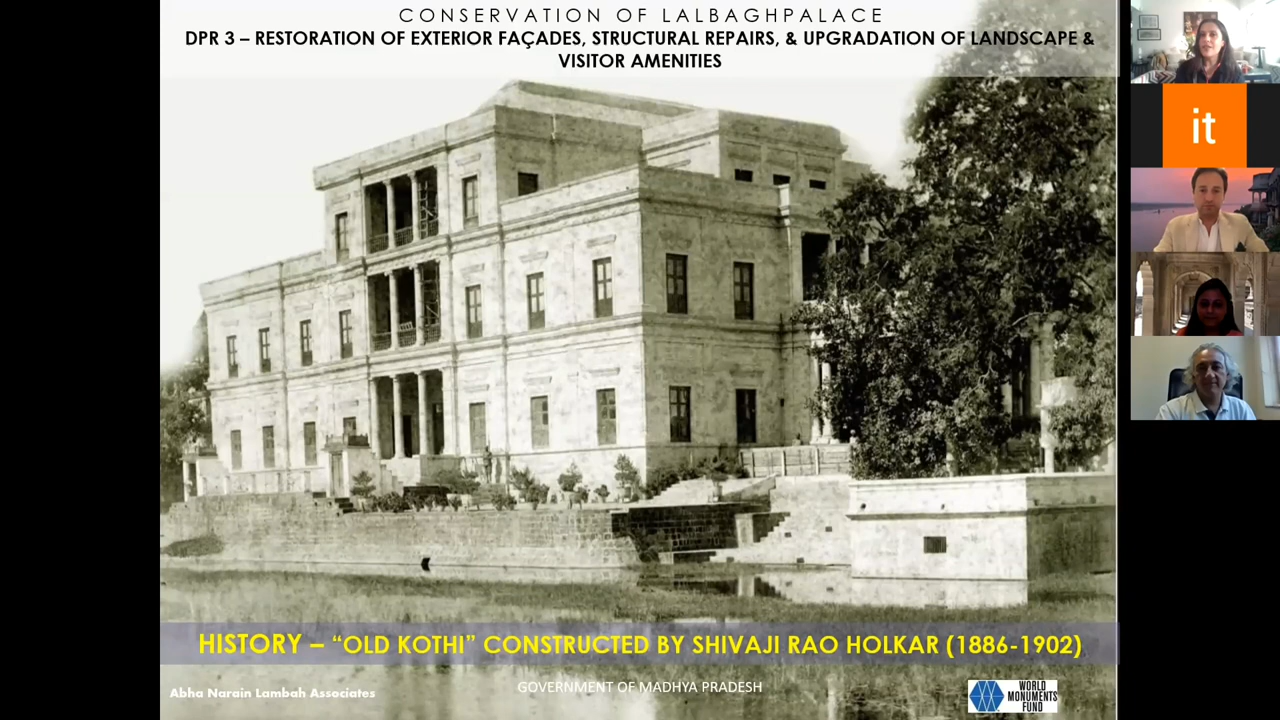 CONSERVATION OF LALBAGHPALACE
DPR 3 – RESTORATION OF EXTERIOR FAÇADES, STRUCTURAL REPAIRS, & UPGRADATION OF LANDSCAPE &
VISITOR AMENITIES
it
HISTORY – “OLD KOTHI” CONSTRUCTED BY SHIVAJI RAO HOLKAR (1886-1902)
Abha Narain Lambah Associates
GOVERNMENT OF MADHYA PRADESH
WORLD
MONUMENTS
FUND